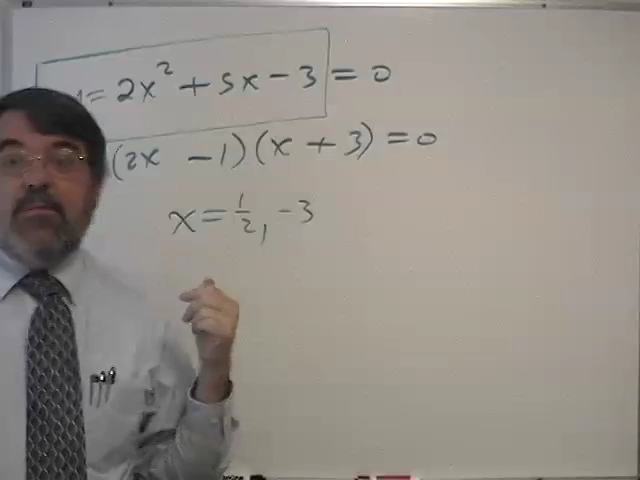 = 2x² + 5x - 3 = 0
(2x - 1)(x + 3) = 0
x = 1/2, -3